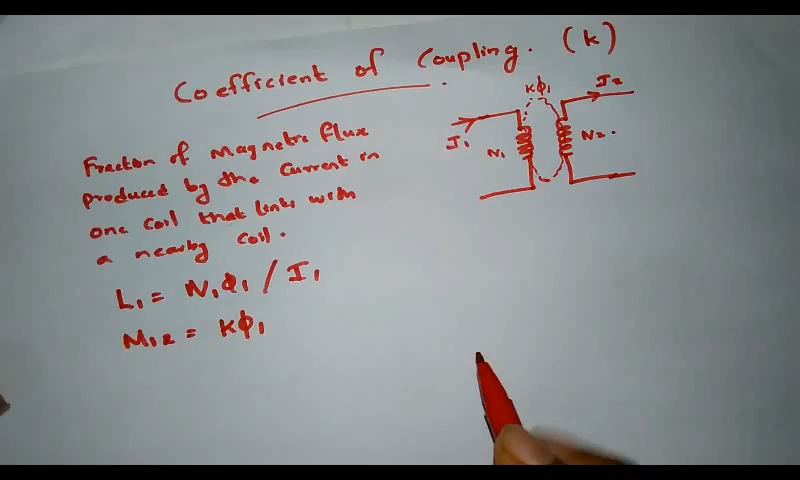 Coefficient of Coupling. (k)
Fraction of Magnetic flux
produced by the current in
one coil that links with
a nearby coil.
L₁ = N₁ϕ₁ / I₁
M₁₂ = Kϕ₁
Kϕ₁
I₁
N₁
I₂
N₂.